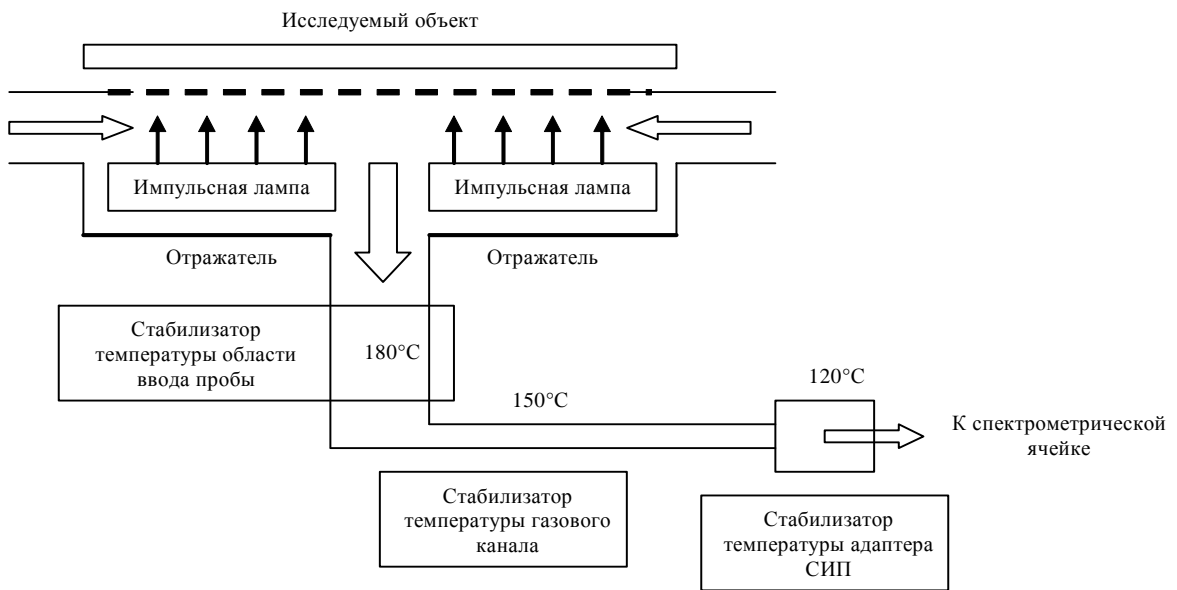 Исследуемый объект
Импульсная лампа
Импульсная лампа
Отражатель
Отражатель
Стабилизатор
температуры области
ввода пробы
180°С
150°С
120°С
К спектрометрической
ячейке
Стабилизатор
температуры газового
канала
Стабилизатор
температуры адаптера
СИП